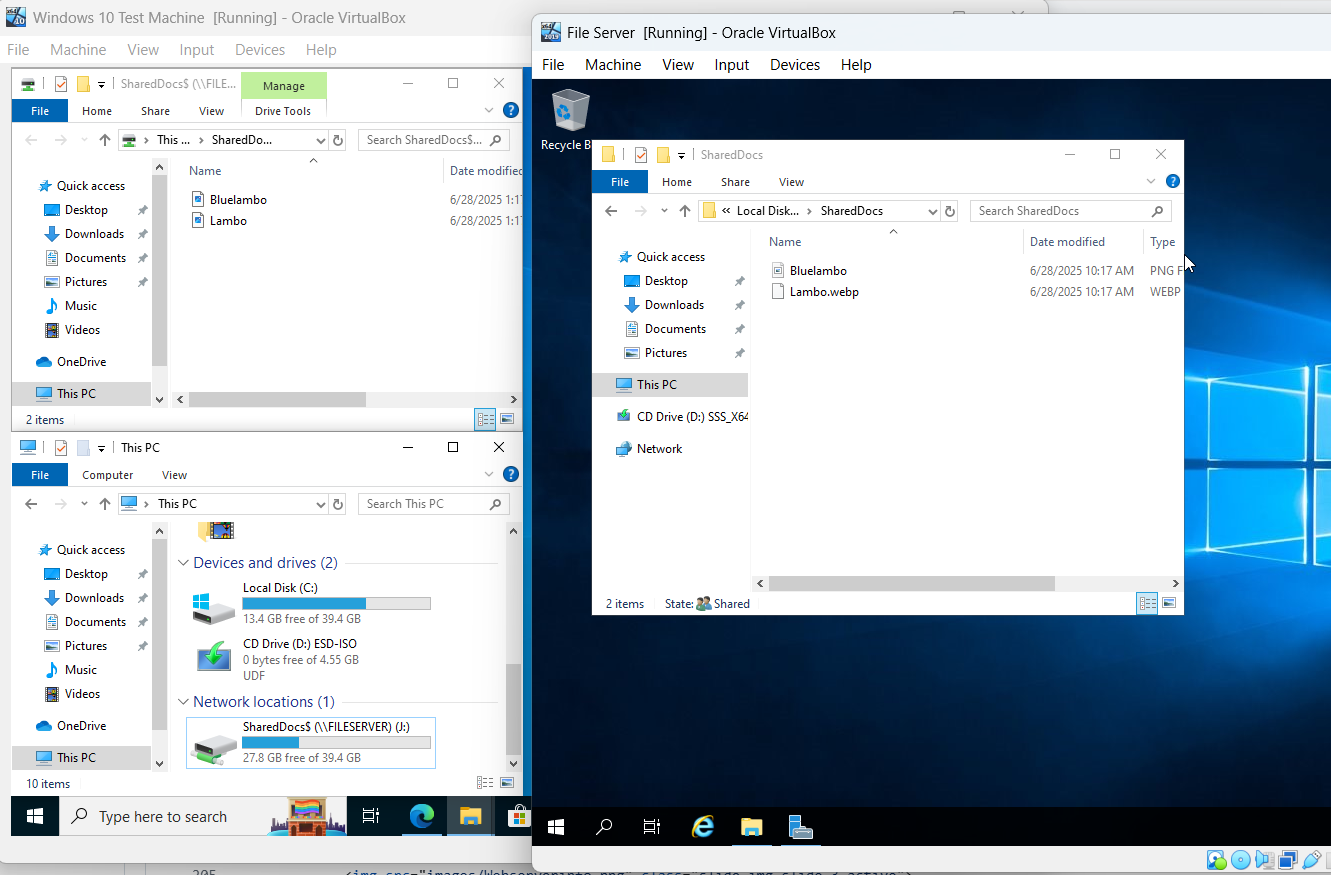 Windows 10 Test Machine [Running] - Oracle VirtualBox
File Machine View Input Devices Help
SharedDocs$ (\\FILE... Manage
File Home Share View Drive Tools
This ... SharedDo... Search SharedDocs$...
Name Date modified
Quick access
Desktop
Downloads
Documents
Pictures
Music
Videos
OneDrive
This PC
Bluelambo 6/28/2025 1:17
Lambo 6/28/2025 1:17
2 items
This PC
File Computer View
This PC Search This PC
Quick access
Desktop
Downloads
Documents
Pictures
Music
Videos
OneDrive
This PC
Devices and drives (2)
Local Disk (C:)
13.4 GB free of 39.4 GB
CD Drive (D:) ESD-ISO
0 bytes free of 4.55 GB
UDF
Network locations (1)
SharedDocs$ (\\FILESERVER) (J:)
27.8 GB free of 39.4 GB
10 items
Type here to search
File Server [Running] - Oracle VirtualBox
File Machine View Input Devices Help
Recycle B
SharedDocs
File Home Share View
« Local Disk... SharedDocs Search SharedDocs
Name Date modified Type
Quick access
Desktop
Downloads
Documents
Pictures
This PC
CD Drive (D:) SSS_X64
Network
Bluelambo 6/28/2025 10:17 AM PNG F
Lambo.webp 6/28/2025 10:17 AM WEBP
2 items State: Shared